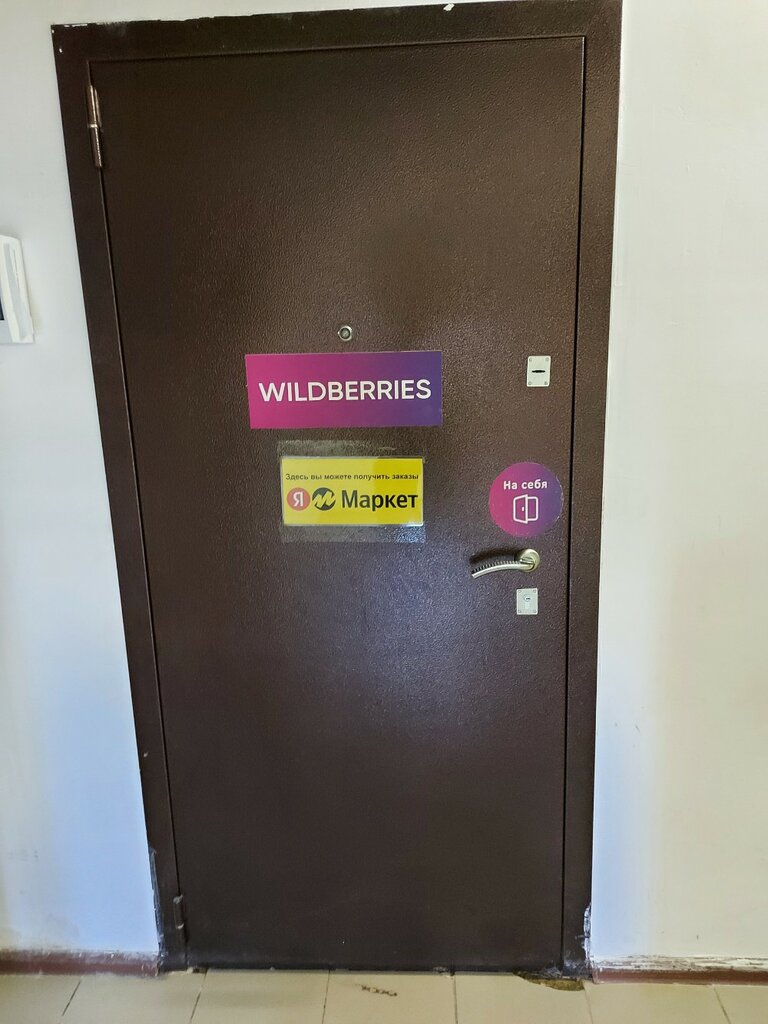 WILDBERRIES
Здесь вы можете получить заказы
Я Маркет
На себя